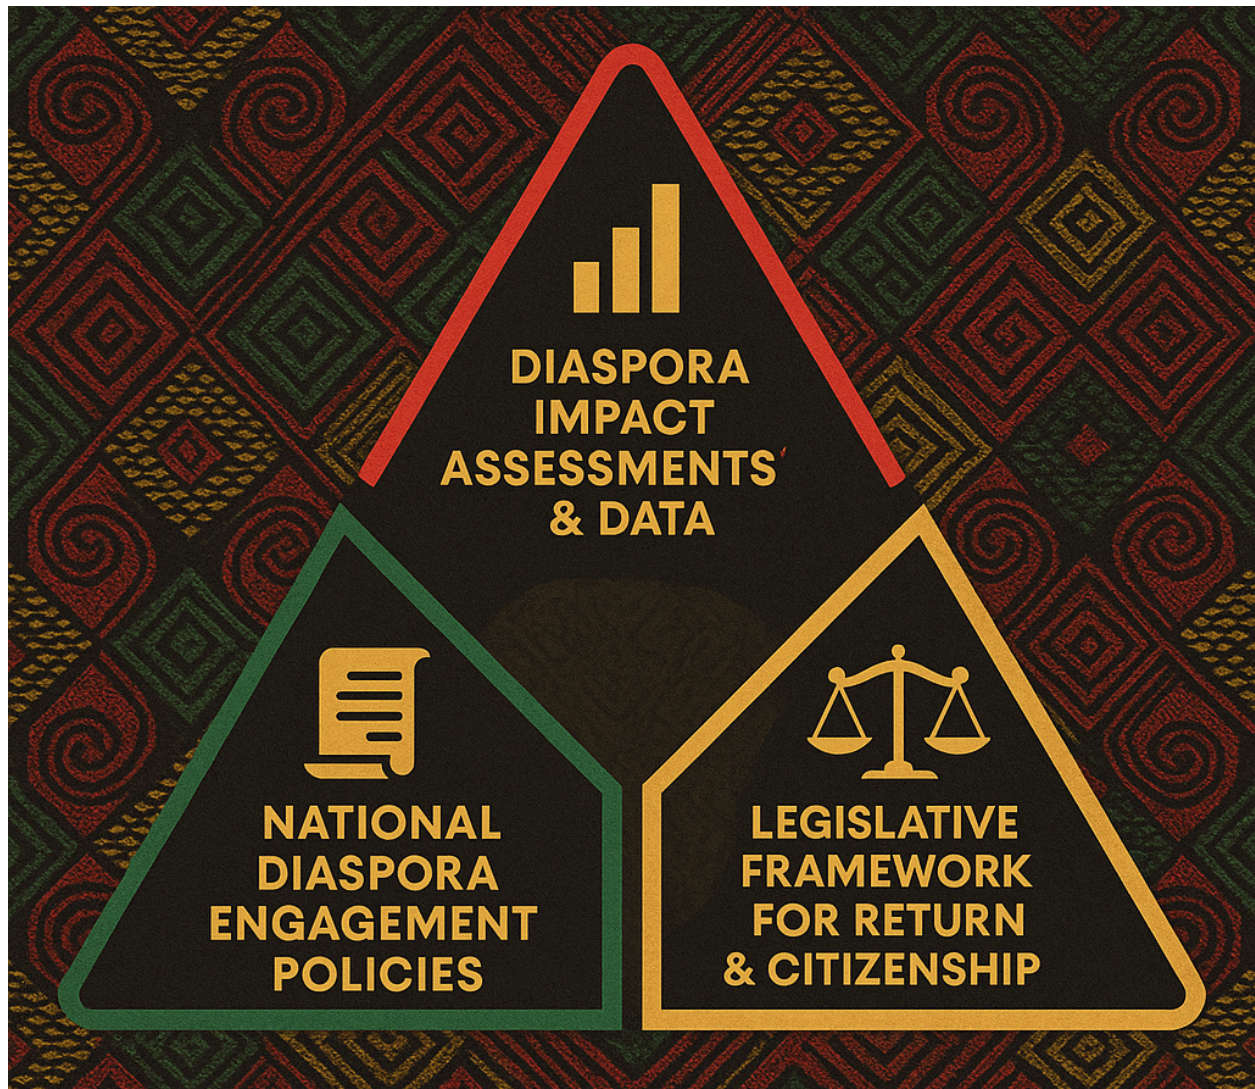 DIASPORA
IMPACT
ASSESSMENTS
& DATA
NATIONAL
DIASPORA
ENGAGEMENT
POLICIES
LEGISLATIVE
FRAMEWORK
FOR RETURN
& CITIZENSHIP